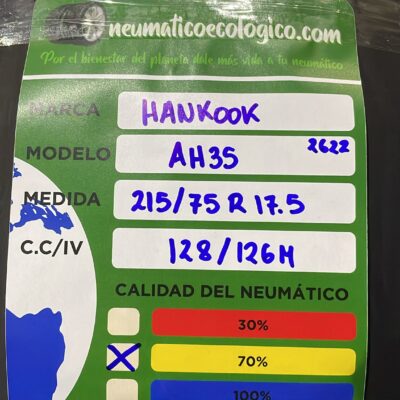 neumaticoecologico.com
Por el bienestar del planeta dale más vida a tu neumático
MARCA HANKOOK
MODELO AH35 2622
MEDIDA 215/75 R 17.5
C.C/IV 128/126M
CALIDAD DEL NEUMÁTICO
30%
70%
100%